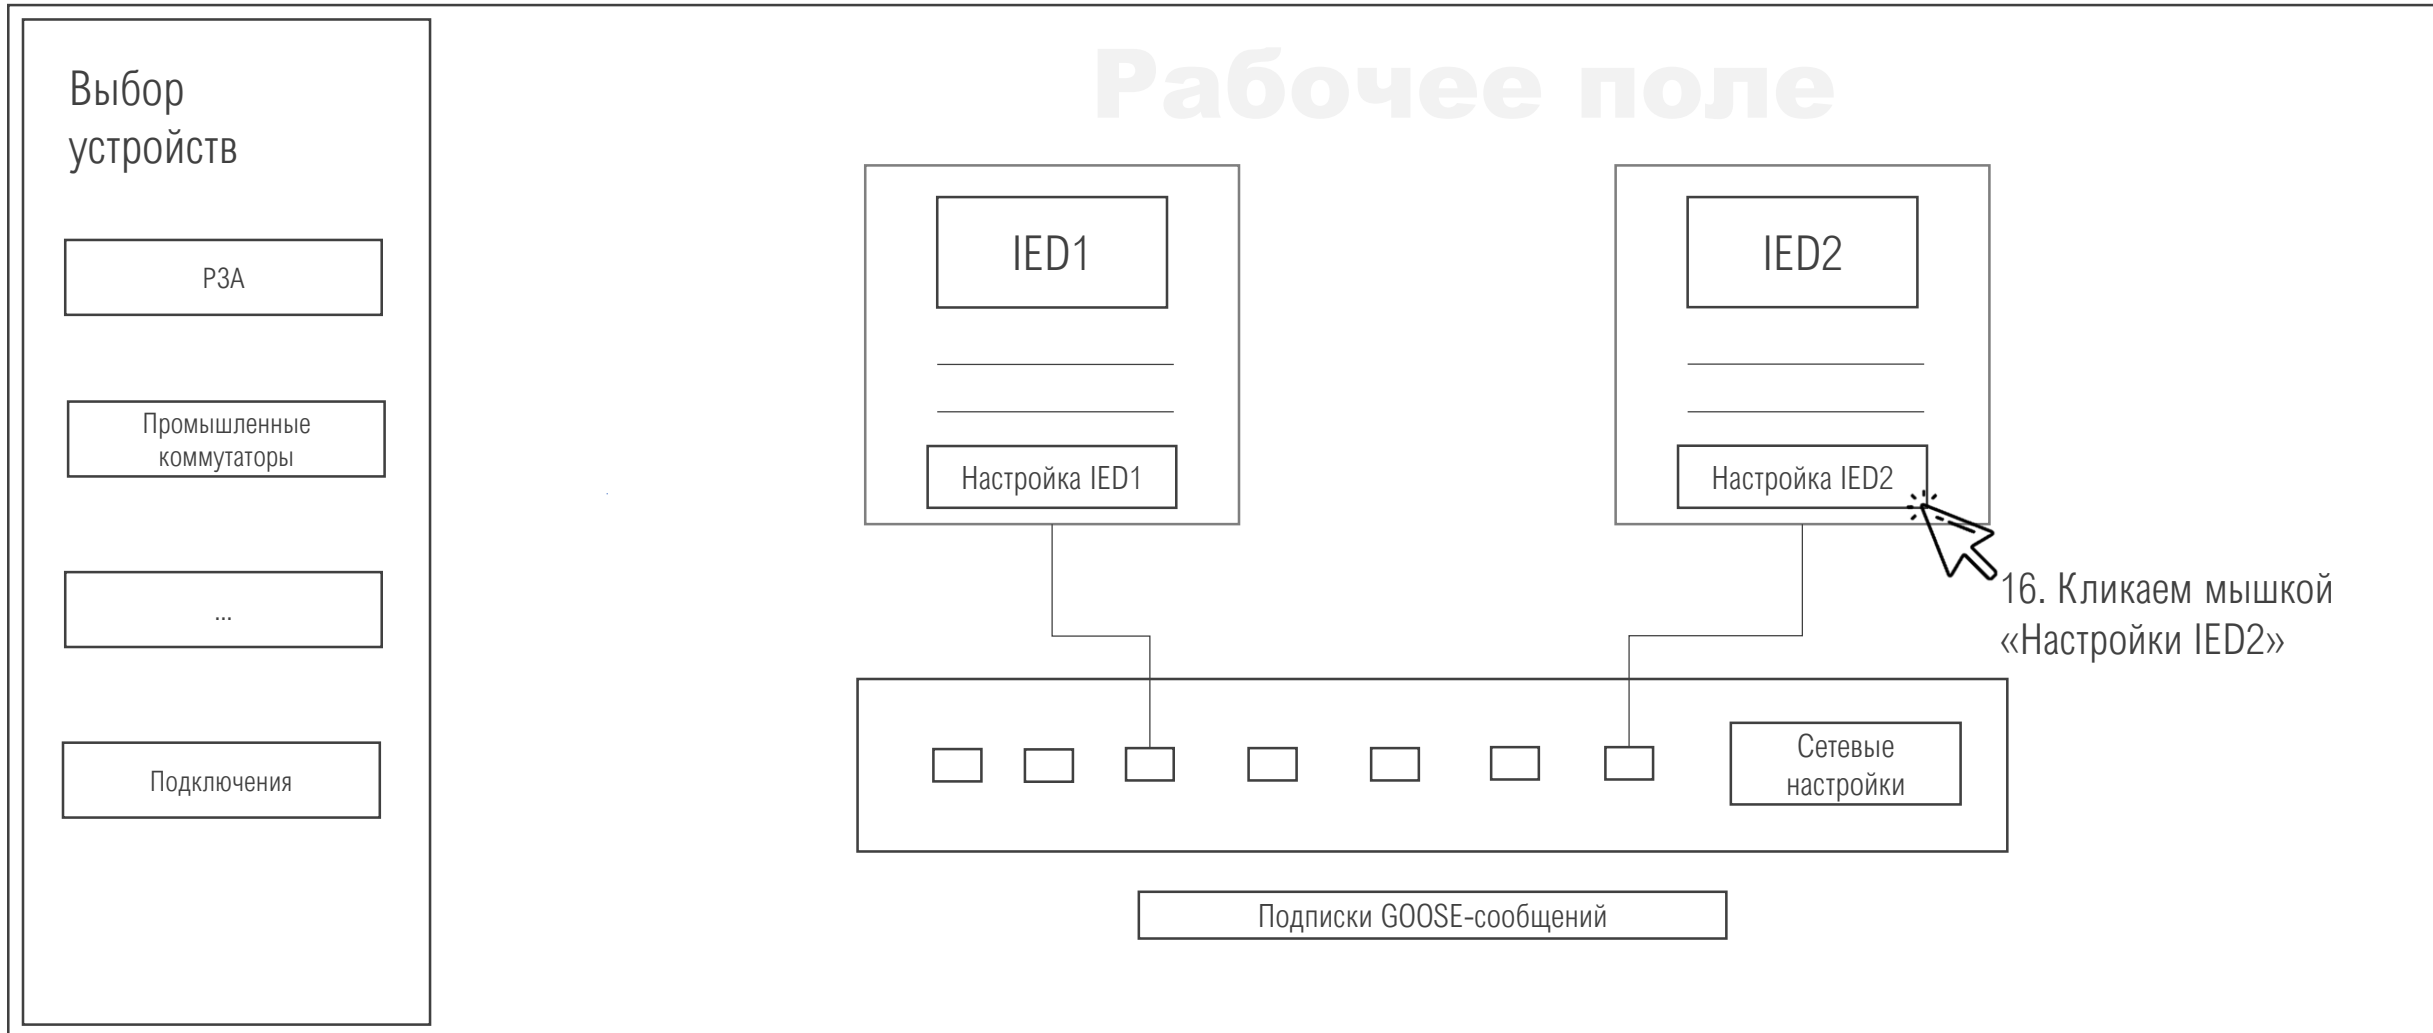 Рабочее поле
Выбор
устройств
РЗА
Промышленные
коммутаторы
...
Подключения
IED1
Настройка IED1
IED2
Настройка IED2
16. Кликаем мышкой
«Настройки IED2»
Сетевые
настройки
Подписки GOOSE-сообщений